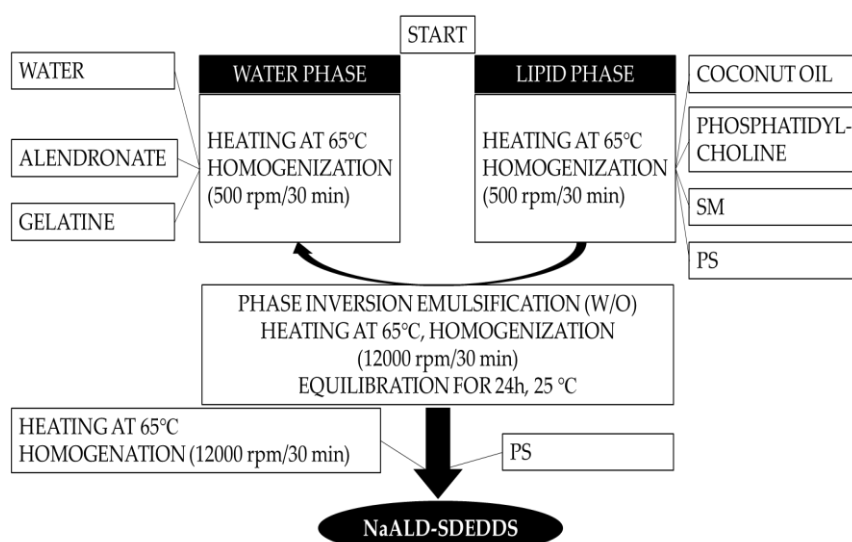 START
WATER
WATER PHASE
LIPID PHASE
COCONUT OIL
HEATING AT 65°C
HOMOGENIZATION
(500 rpm/30 min)
HEATING AT 65°C
HOMOGENIZATION
(500 rpm/30 min)
PHOSPHATIDYL-
CHOLINE
ALENDRONATE
SM
GELATINE
PS
PHASE INVERSION EMULSIFICATION (W/O)
HEATING AT 65°C, HOMOGENIZATION
(12000 rpm/30 min)
EQUILIBRATION FOR 24h, 25 °C
HEATING AT 65°C
HOMOGENATION (12000 rpm/30 min)
PS
NaALD-SDEDDS